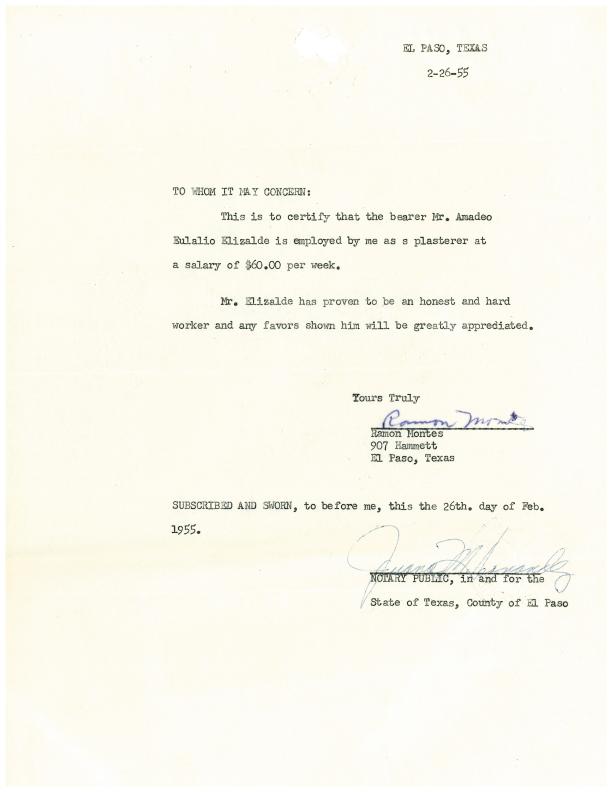 EL PASO, TEXAS
2-26-55
TO WHOM IT MAY CONCERN:
This is to certify that the bearer Mr. Amadeo
Eulalio Elizalde is employed by me as s plasterer at
a salary of $60.00 per week.
Mr. Elizalde has proven to be an honest and hard
worker and any favors shown him will be greatly apprediated.
Yours Truly
Ramon Montes
Ramon Montes
907 Hammett
El Paso, Texas
SUBSCRIBED AND SWORN, to before me, this the 26th. day of Feb.
1955.
Juana M. Hernandez
NOTARY PUBLIC, in and for the
State of Texas, County of El Paso